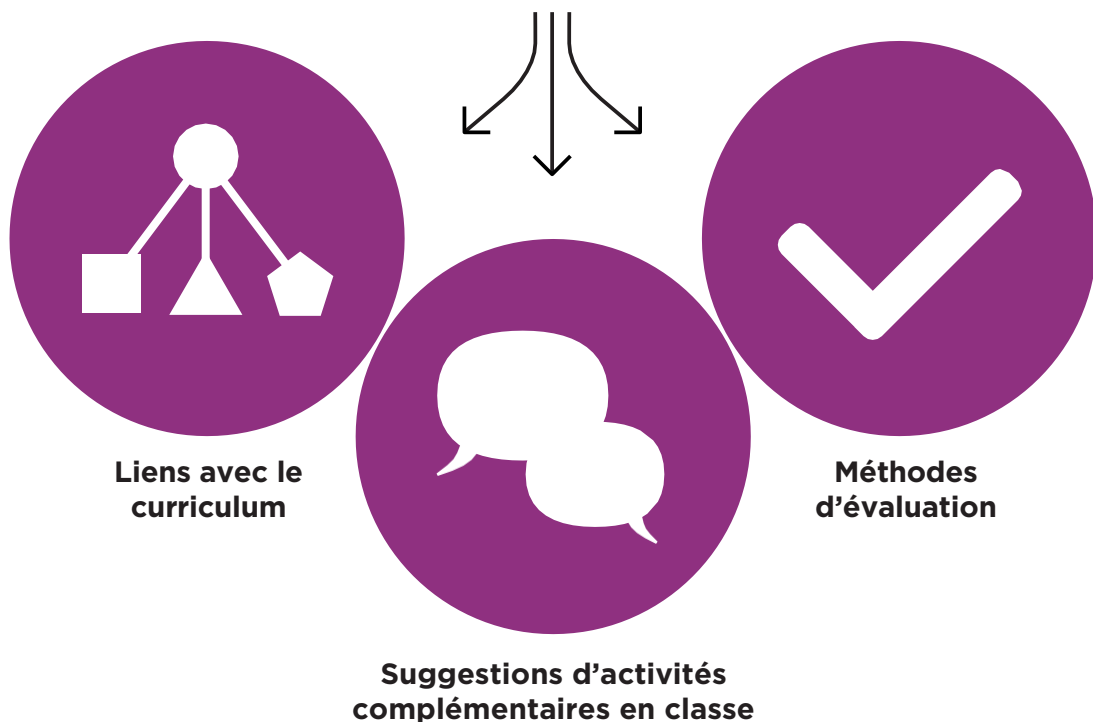 Liens avec le
curriculum
Méthodes
d’évaluation
Suggestions d’activités
complémentaires en classe